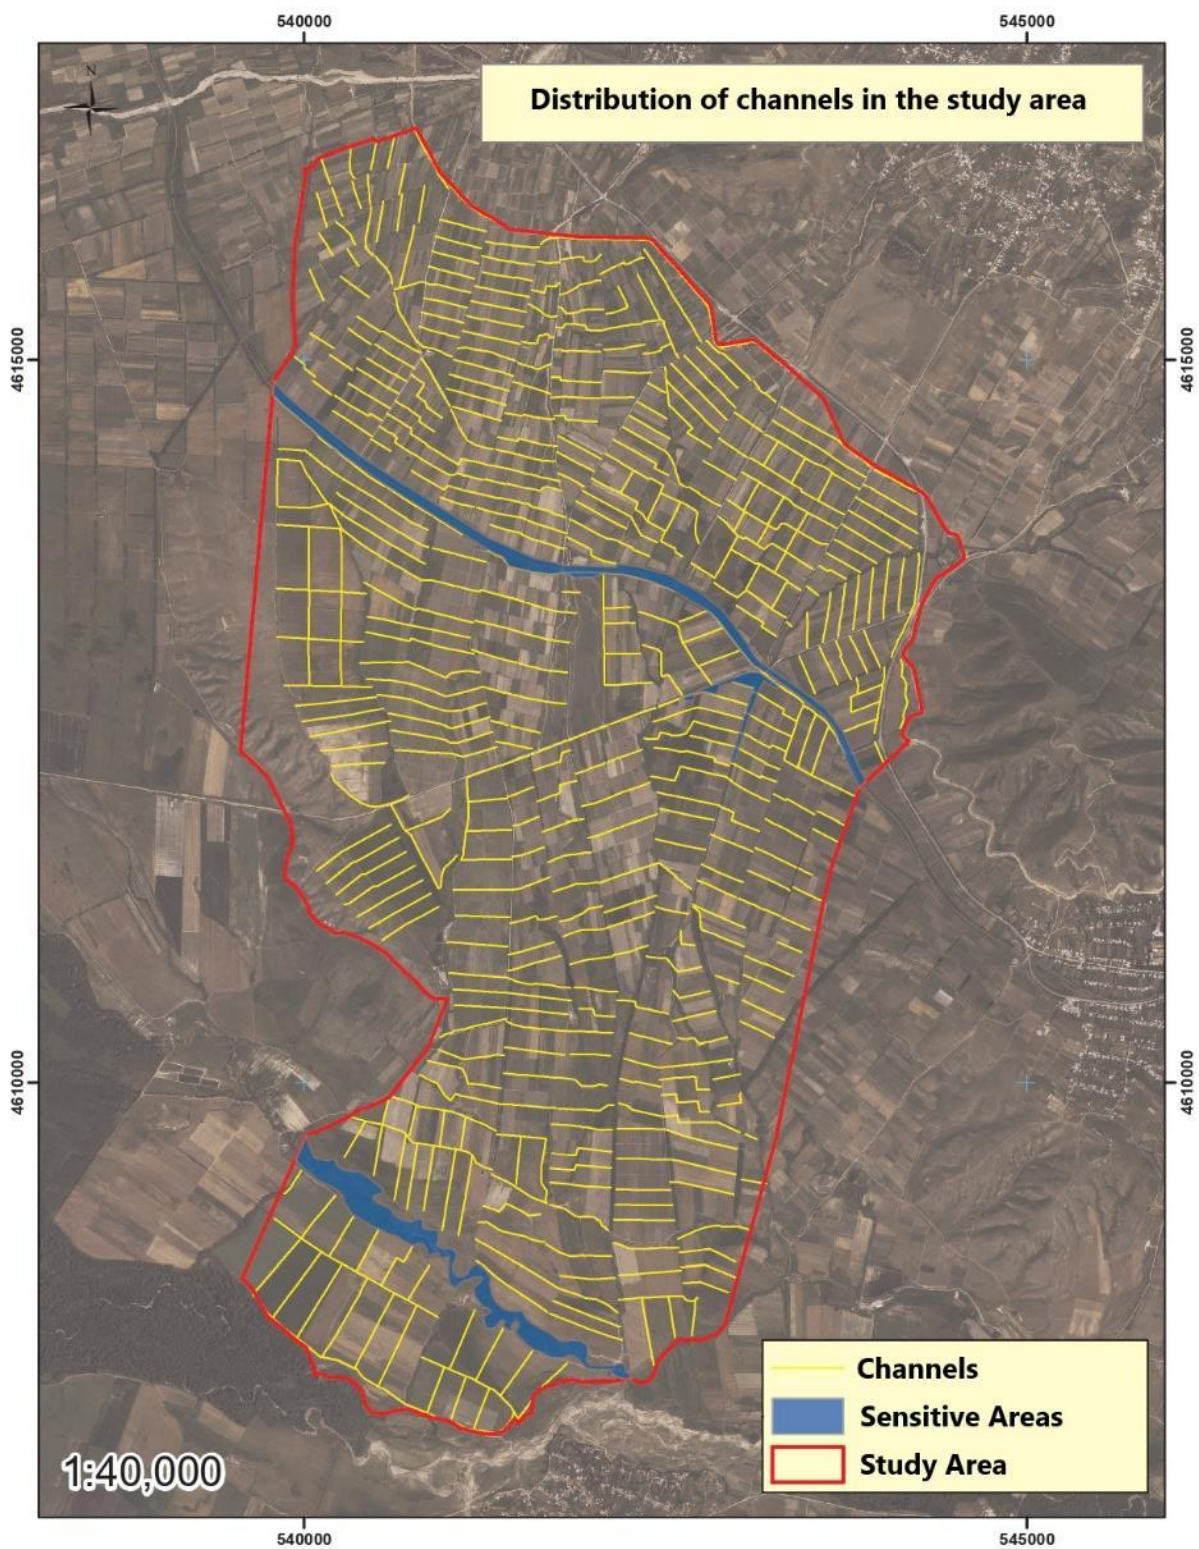 540000
545000
N
Distribution of channels in the study area
4615000
4615000
4610000
4610000
Channels
Sensitive Areas
Study Area
1:40,000
540000
545000